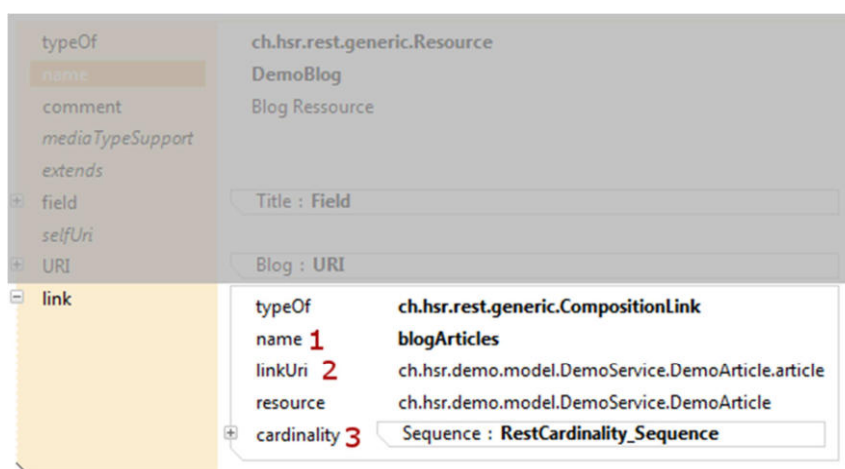 typeOf ch.hsr.rest.generic.Resource
name DemoBlog
comment Blog Ressource
mediaTypeSupport
extends
field Title : Field
selfUri
URI Blog : URI
link
typeOf ch.hsr.rest.generic.CompositionLink
name 1 blogArticles
linkUri 2 ch.hsr.demo.model.DemoService.DemoArticle.article
resource ch.hsr.demo.model.DemoService.DemoArticle
cardinality 3 Sequence : RestCardinality_Sequence